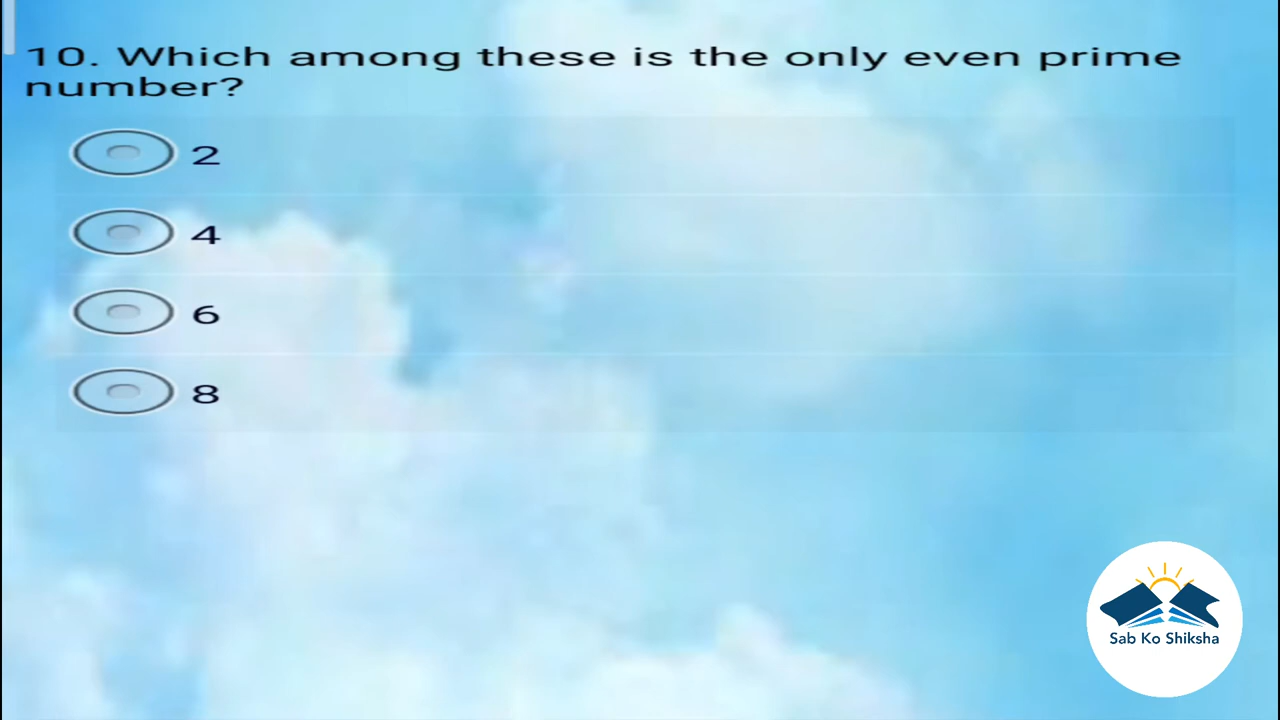 10. Which among these is the only even prime
number?
2
4
6
8
Sab Ko Shiksha